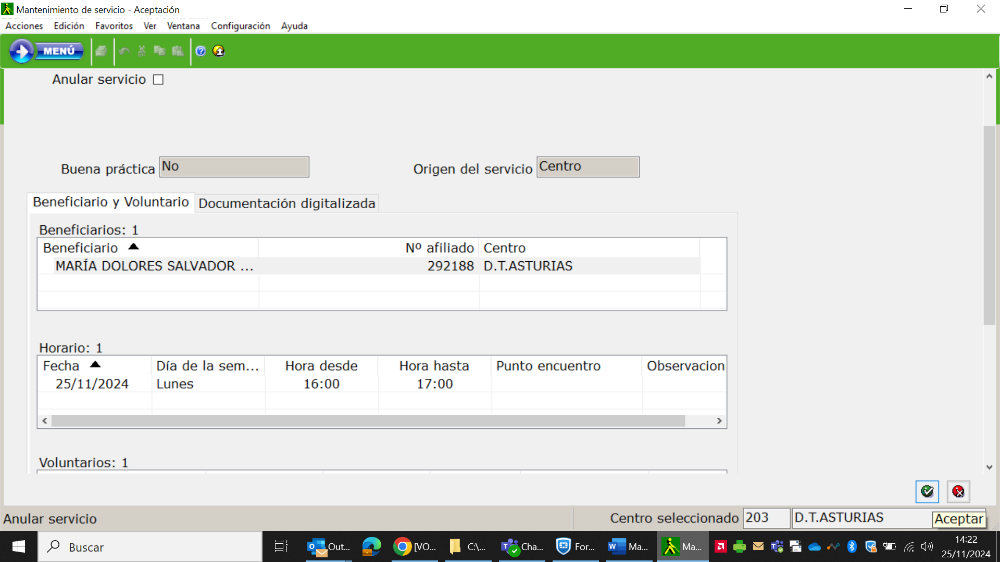 Mantenimiento de servicio - Aceptación
Acciones Edición Favoritos Ver Ventana Configuración Ayuda
MENÚ
Anular servicio
Buena práctica No Origen del servicio Centro
Beneficiario y Voluntario Documentación digitalizada
Beneficiarios: 1
Beneficiario Nº afiliado Centro
MARÍA DOLORES SALVADOR ... 292188 D.T.ASTURIAS
Horario: 1
Fecha Día de la sem... Hora desde Hora hasta Punto encuentro Observacion
25/11/2024 Lunes 16:00 17:00
Voluntarios: 1
Anular servicio Centro seleccionado 203 D.T.ASTURIAS Aceptar
Buscar Out... [VO... C:\... Cha... For... Ma... Ma... 14:22
25/11/2024